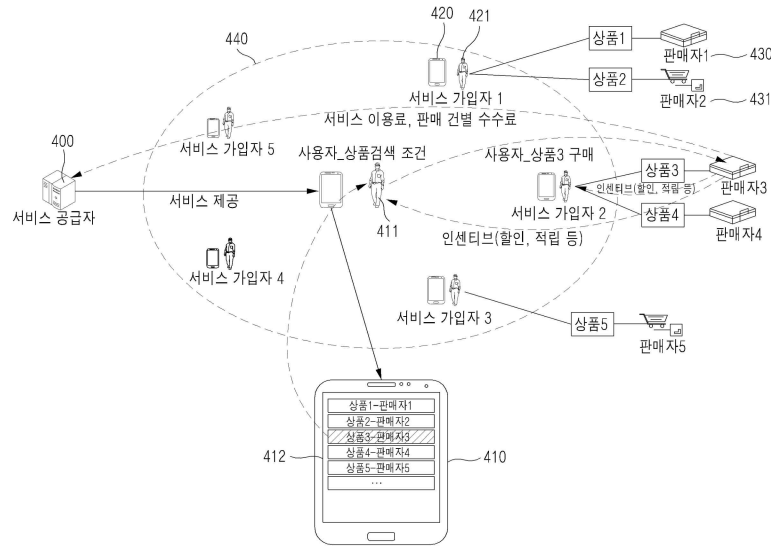 420
421
440
상품1
판매자1
430
상품2
판매자2
431
서비스 가입자 1
서비스 이용료, 판매 건별 수수료
서비스 가입자 5
400
사용자_상품검색 조건
사용자_상품3 구매
상품3
판매자3
서비스 공급자
서비스 제공
411
서비스 가입자 2
인센티브(할인, 적립 등)
상품4
판매자4
인센티브(할인, 적립 등)
서비스 가입자 4
서비스 가입자 3
상품5
판매자5
상품1-판매자1
상품2-판매자2
상품3-판매자3
상품4-판매자4
상품5-판매자5
...
412
410